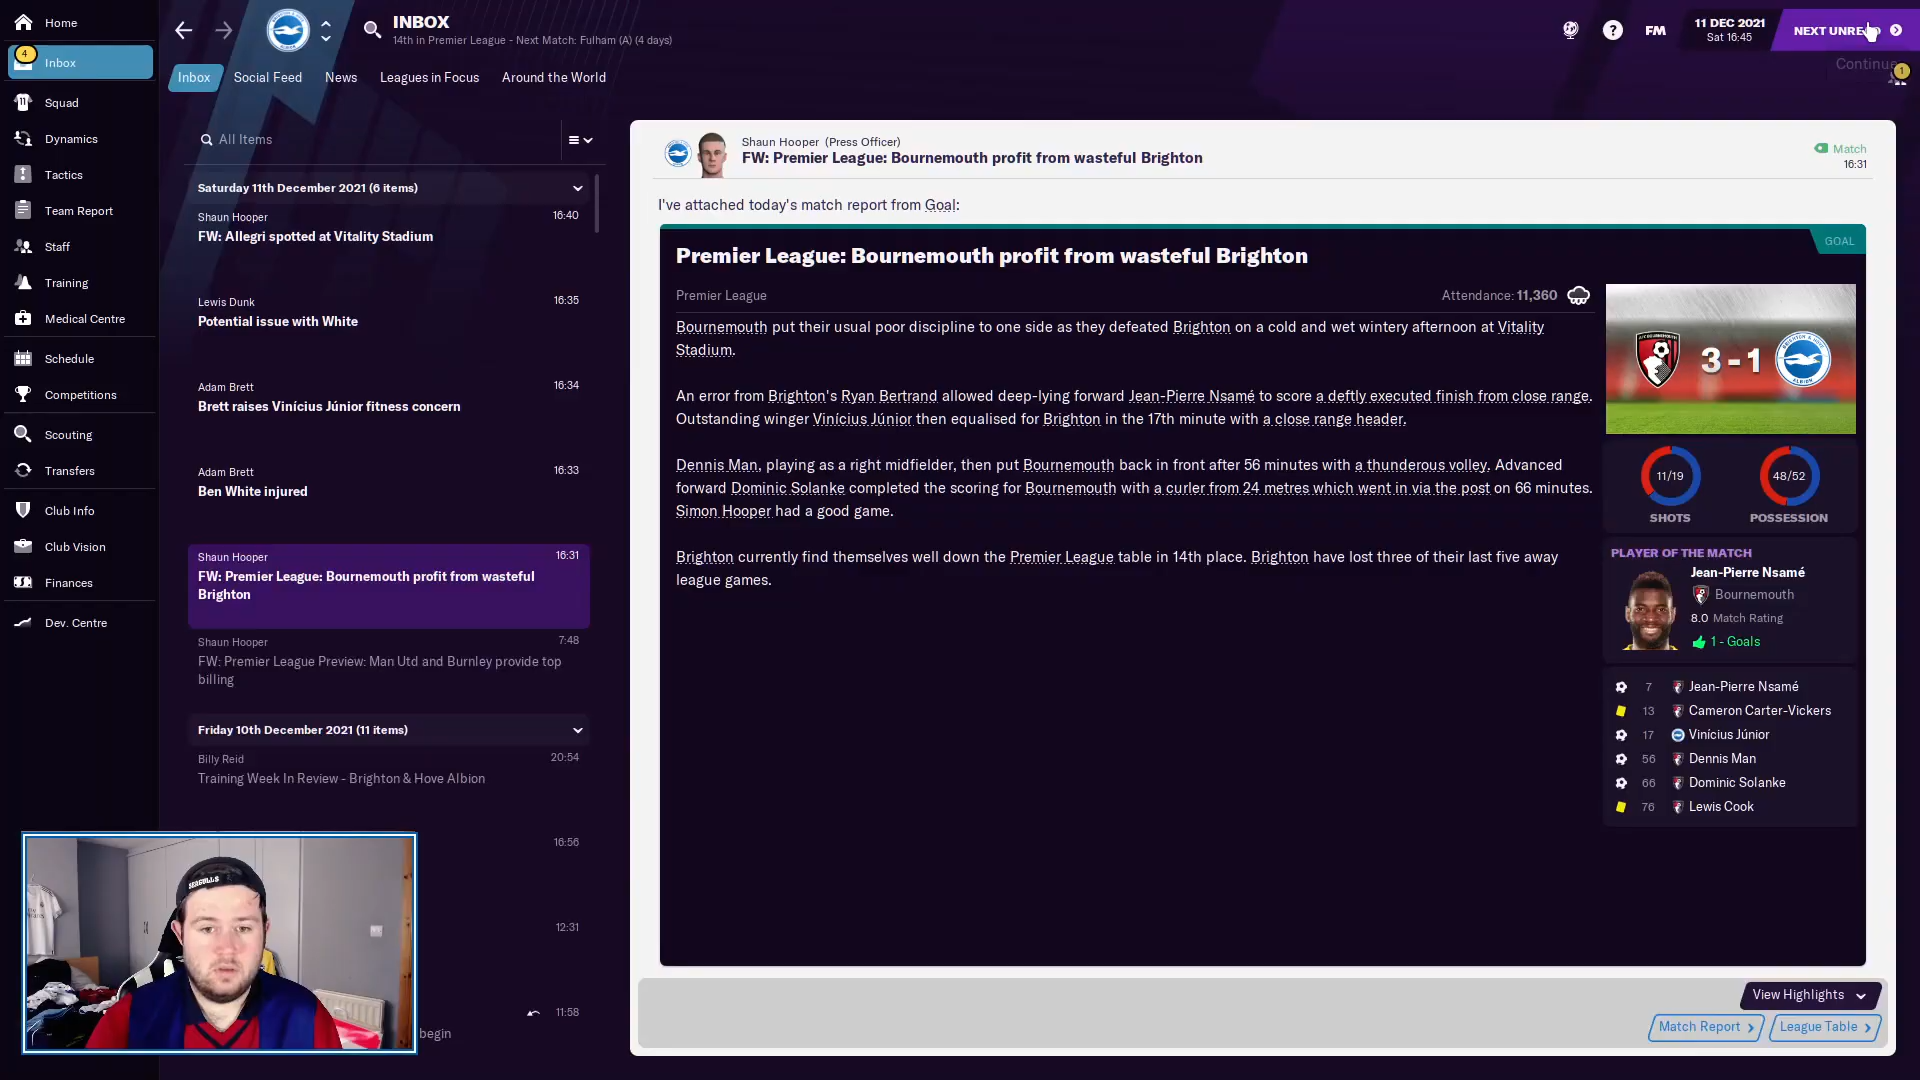 Home
4
Inbox
Squad
Dynamics
Tactics
Team Report
Staff
Training
Medical Centre
Schedule
Competitions
Scouting
Transfers
Club Info
Club Vision
Finances
Dev. Centre
INBOX
14th in Premier League - Next Match: Fulham (A) (4 days)
FM
11 DEC 2021
Sat 16:45
NEXT
Continue
1
Inbox
Social Feed
News
Leagues in Focus
Around the World
All Items
Saturday 11th December 2021 (6 items)
Shaun Hooper 16:40
FW: Allegri spotted at Vitality Stadium
Lewis Dunk 16:35
Potential issue with White
Adam Brett 16:34
Brett raises Vinícius Júnior fitness concern
Adam Brett 16:33
Ben White injured
Shaun Hooper 16:31
FW: Premier League: Bournemouth profit from wasteful
Brighton
Shaun Hooper 7:48
FW: Premier League Preview: Man Utd and Burnley provide top
billing
Friday 10th December 2021 (11 items)
Billy Reid 20:54
Training Week In Review - Brighton & Hove Albion
16:56
12:31
11:58
begin
SEAGULLS
Shaun Hooper (Press Officer)
FW: Premier League: Bournemouth profit from wasteful Brighton
Match
16:31
I've attached today's match report from Goal:
GOAL
Premier League: Bournemouth profit from wasteful Brighton
Premier League
Attendance: 11,360
Bournemouth put their usual poor discipline to one side as they defeated Brighton on a cold and wet wintery afternoon at Vitality
Stadium.
An error from Brighton's Ryan Bertrand allowed deep-lying forward Jean-Pierre Nsamé to score a deftly executed finish from close range.
Outstanding winger Vinícius Júnior then equalised for Brighton in the 17th minute with a close range header.
Dennis Man, playing as a right midfielder, then put Bournemouth back in front after 56 minutes with a thunderous volley. Advanced
forward Dominic Solanke completed the scoring for Bournemouth with a curler from 24 metres which went in via the post on 66 minutes.
Simon Hooper had a good game.
Brighton currently find themselves well down the Premier League table in 14th place. Brighton have lost three of their last five away
league games.
3 - 1
11/19
SHOTS
48/52
POSSESSION
PLAYER OF THE MATCH
Jean-Pierre Nsamé
Bournemouth
8.0 Match Rating
1 - Goals
7 Jean-Pierre Nsamé
13 Cameron Carter-Vickers
17 Vinícius Júnior
56 Dennis Man
66 Dominic Solanke
76 Lewis Cook
View Highlights
Match Report
League Table